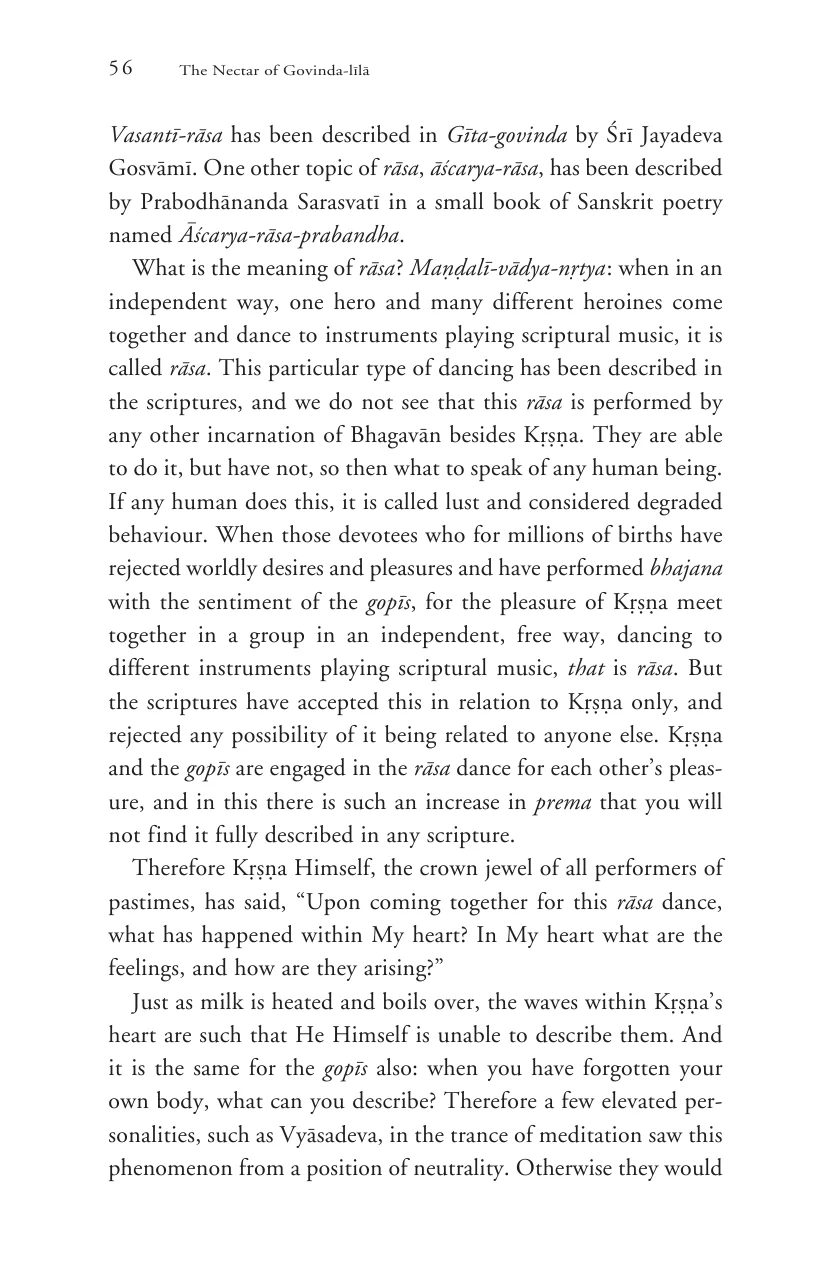 56 The Nectar of Govinda-līlā
Vasantī-rāsa has been described in Gīta-govinda by Śrī Jayadeva
Gosvāmī. One other topic of rāsa, āścarya-rāsa, has been described
by Prabodhānanda Sarasvatī in a small book of Sanskrit poetry
named Āścarya-rāsa-prabandha.
What is the meaning of rāsa? Maṇḍalī-vādya-nṛtya: when in an
independent way, one hero and many different heroines come
together and dance to instruments playing scriptural music, it is
called rāsa. This particular type of dancing has been described in
the scriptures, and we do not see that this rāsa is performed by
any other incarnation of Bhagavān besides Kṛṣṇa. They are able
to do it, but have not, so then what to speak of any human being.
If any human does this, it is called lust and considered degraded
behaviour. When those devotees who for millions of births have
rejected worldly desires and pleasures and have performed bhajana
with the sentiment of the gopīs, for the pleasure of Kṛṣṇa meet
together in a group in an independent, free way, dancing to
different instruments playing scriptural music, that is rāsa. But
the scriptures have accepted this in relation to Kṛṣṇa only, and
rejected any possibility of it being related to anyone else. Kṛṣṇa
and the gopīs are engaged in the rāsa dance for each other’s pleas-
ure, and in this there is such an increase in prema that you will
not find it fully described in any scripture.
Therefore Kṛṣṇa Himself, the crown jewel of all performers of
pastimes, has said, “Upon coming together for this rāsa dance,
what has happened within My heart? In My heart what are the
feelings, and how are they arising?”
Just as milk is heated and boils over, the waves within Kṛṣṇa’s
heart are such that He Himself is unable to describe them. And
it is the same for the gopīs also: when you have forgotten your
own body, what can you describe? Therefore a few elevated per-
sonalities, such as Vyāsadeva, in the trance of meditation saw this
phenomenon from a position of neutrality. Otherwise they would